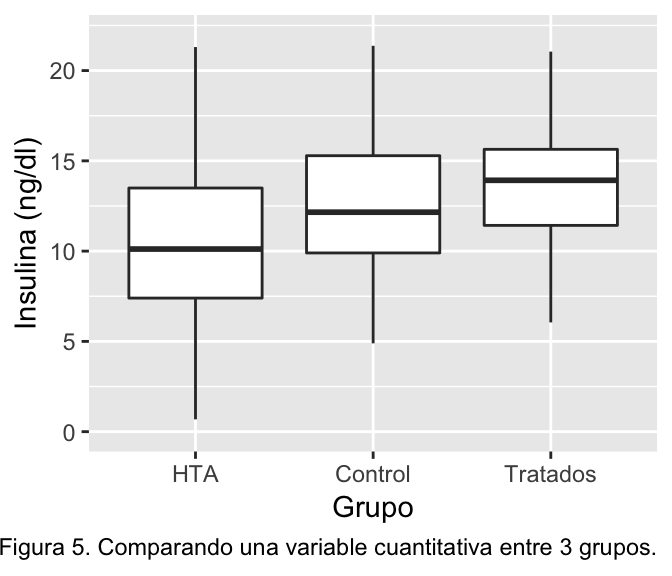 Insulina (ng/dl)
20
15
10
5
0
HTA Control Tratados
Grupo
Figura 5. Comparando una variable cuantitativa entre 3 grupos.